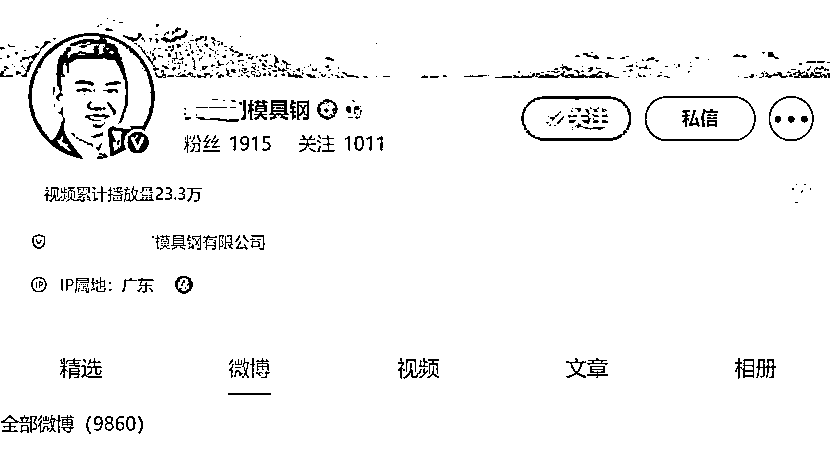 模具钢
关注
私信
粉丝 1915 关注 1011
视频累计播放量23.3万
模具钢有限公司
IP属地：广东
精选 微博 视频 文章 相册
全部微博（9860）